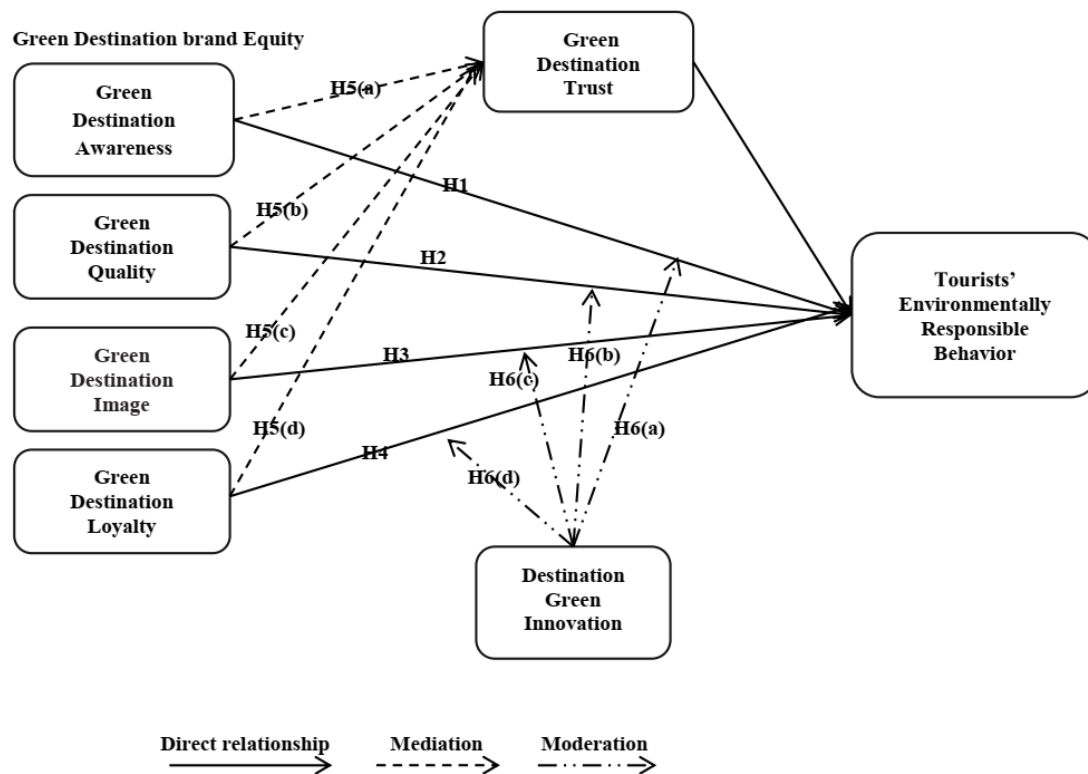 Green Destination brand Equity
Green
Destination
Trust
Green
Destination
Awareness
H5(a)
H1
Green
Destination
Quality
H5(b)
H2
Tourists’
Environmentally
Responsible
Behavior
Green
Destination
Image
H5(c)
H3
H6(c)
H6(b)
H6(a)
Green
Destination
Loyalty
H5(d)
H4
H6(d)
Destination
Green
Innovation
Direct relationship
Mediation
Moderation